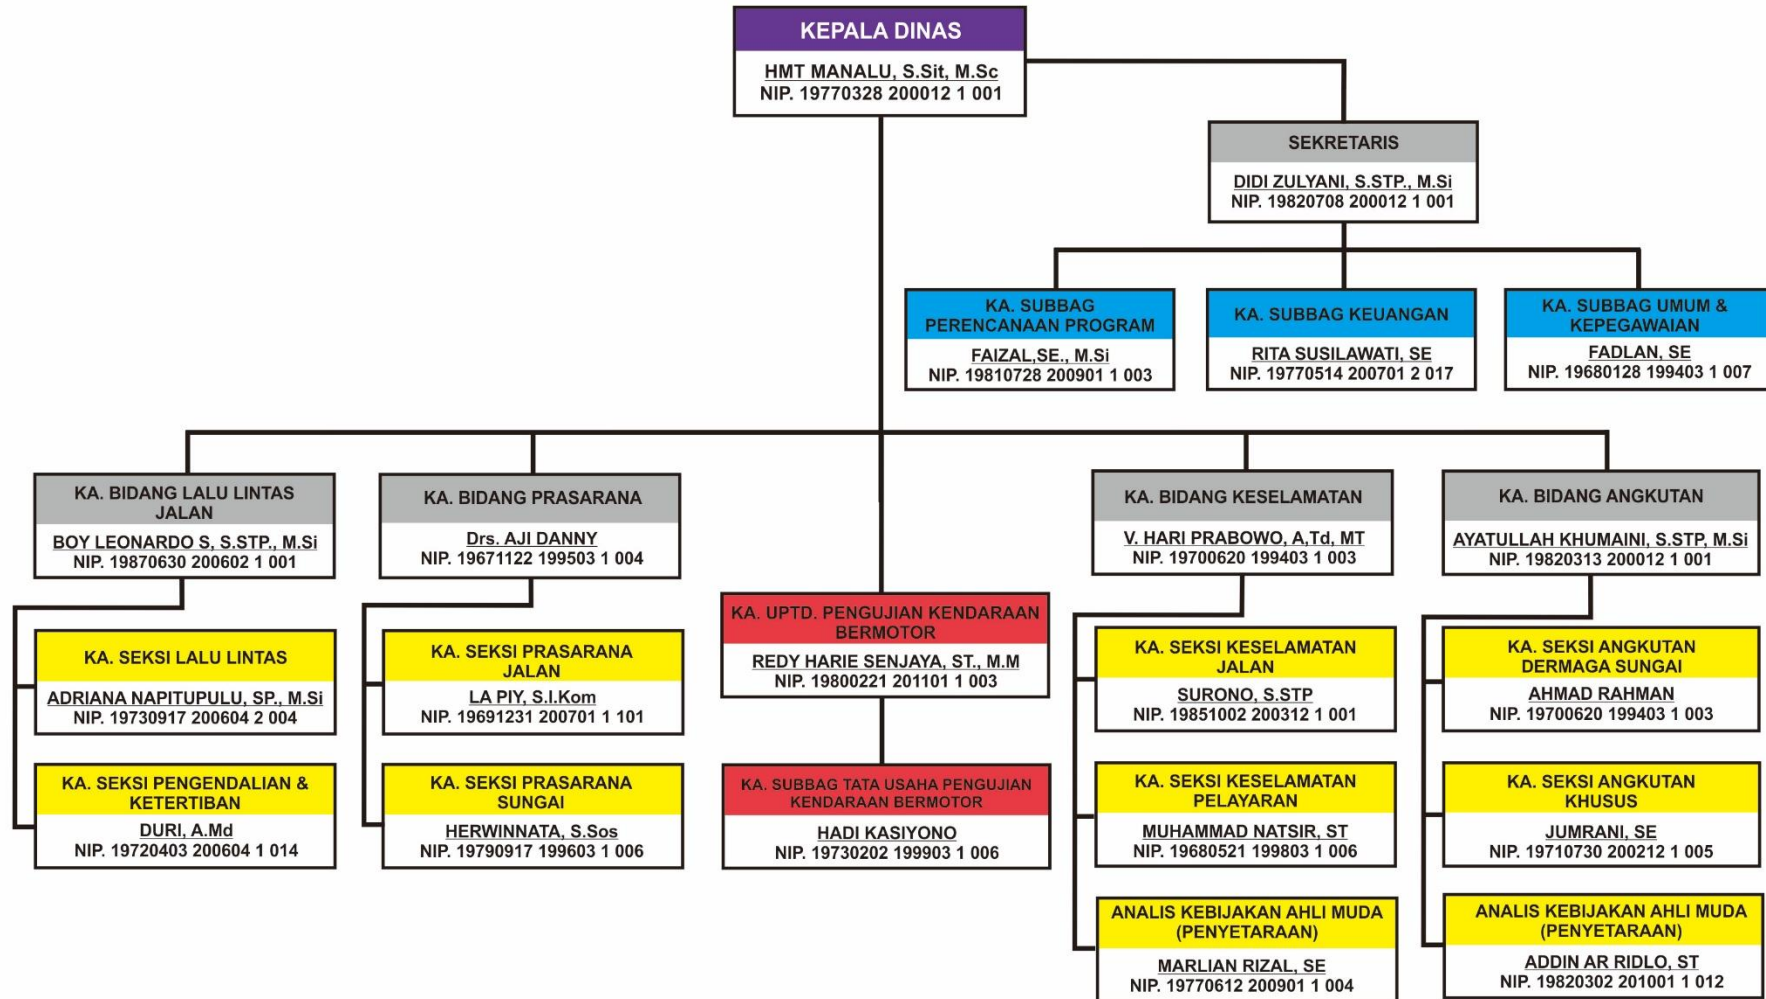 KEPALA DINAS
HMT MANALU, S.Sit, M.Sc
NIP. 19770328 200012 1 001
SEKRETARIS
DIDI ZULYANI, S.STP., M.Si
NIP. 19820708 200012 1 001
KA. SUBBAG
PERENCANAAN PROGRAM
FAIZAL,SE., M.Si
NIP. 19810728 200901 1 003
KA. SUBBAG KEUANGAN
RITA SUSILAWATI, SE
NIP. 19770514 200701 2 017
KA. SUBBAG UMUM &
KEPEGAWAIAN
FADLAN, SE
NIP. 19680128 199403 1 007
KA. BIDANG LALU LINTAS
JALAN
BOY LEONARDO S, S.STP., M.Si
NIP. 19870630 200602 1 001
KA. SEKSI LALU LINTAS
ADRIANA NAPITUPULU, SP., M.Si
NIP. 19730917 200604 2 004
KA. SEKSI PENGENDALIAN &
KETERTIBAN
DURI, A.Md
NIP. 19720403 200604 1 014
KA. BIDANG PRASARANA
Drs. AJI DANNY
NIP. 19671122 199503 1 004
KA. SEKSI PRASARANA
JALAN
LA PIY, S.I.Kom
NIP. 19691231 200701 1 101
KA. SEKSI PRASARANA
SUNGAI
HERWINNATA, S.Sos
NIP. 19790917 199603 1 006
KA. UPTD. PENGUJIAN KENDARAAN
BERMOTOR
REDY HARIE SENJAYA, ST., M.M
NIP. 19800221 201101 1 003
KA. SUBBAG TATA USAHA PENGUJIAN
KENDARAAN BERMOTOR
HADI KASIYONO
NIP. 19730202 199903 1 006
KA. BIDANG KESELAMATAN
V. HARI PRABOWO, A,Td, MT
NIP. 19700620 199403 1 003
KA. SEKSI KESELAMATAN
JALAN
SURONO, S.STP
NIP. 19851002 200312 1 001
KA. SEKSI KESELAMATAN
PELAYARAN
MUHAMMAD NATSIR, ST
NIP. 19680521 199803 1 006
ANALIS KEBIJAKAN AHLI MUDA
(PENYETARAAN)
MARLIAN RIZAL, SE
NIP. 19770612 200901 1 004
KA. BIDANG ANGKUTAN
AYATULLAH KHUMAINI, S.STP, M.Si
NIP. 19820313 200012 1 001
KA. SEKSI ANGKUTAN
DERMAGA SUNGAI
AHMAD RAHMAN
NIP. 19700620 199403 1 003
KA. SEKSI ANGKUTAN
KHUSUS
JUMRANI, SE
NIP. 19710730 200212 1 005
ANALIS KEBIJAKAN AHLI MUDA
(PENYETARAAN)
ADDIN AR RIDLO, ST
NIP. 19820302 201001 1 012